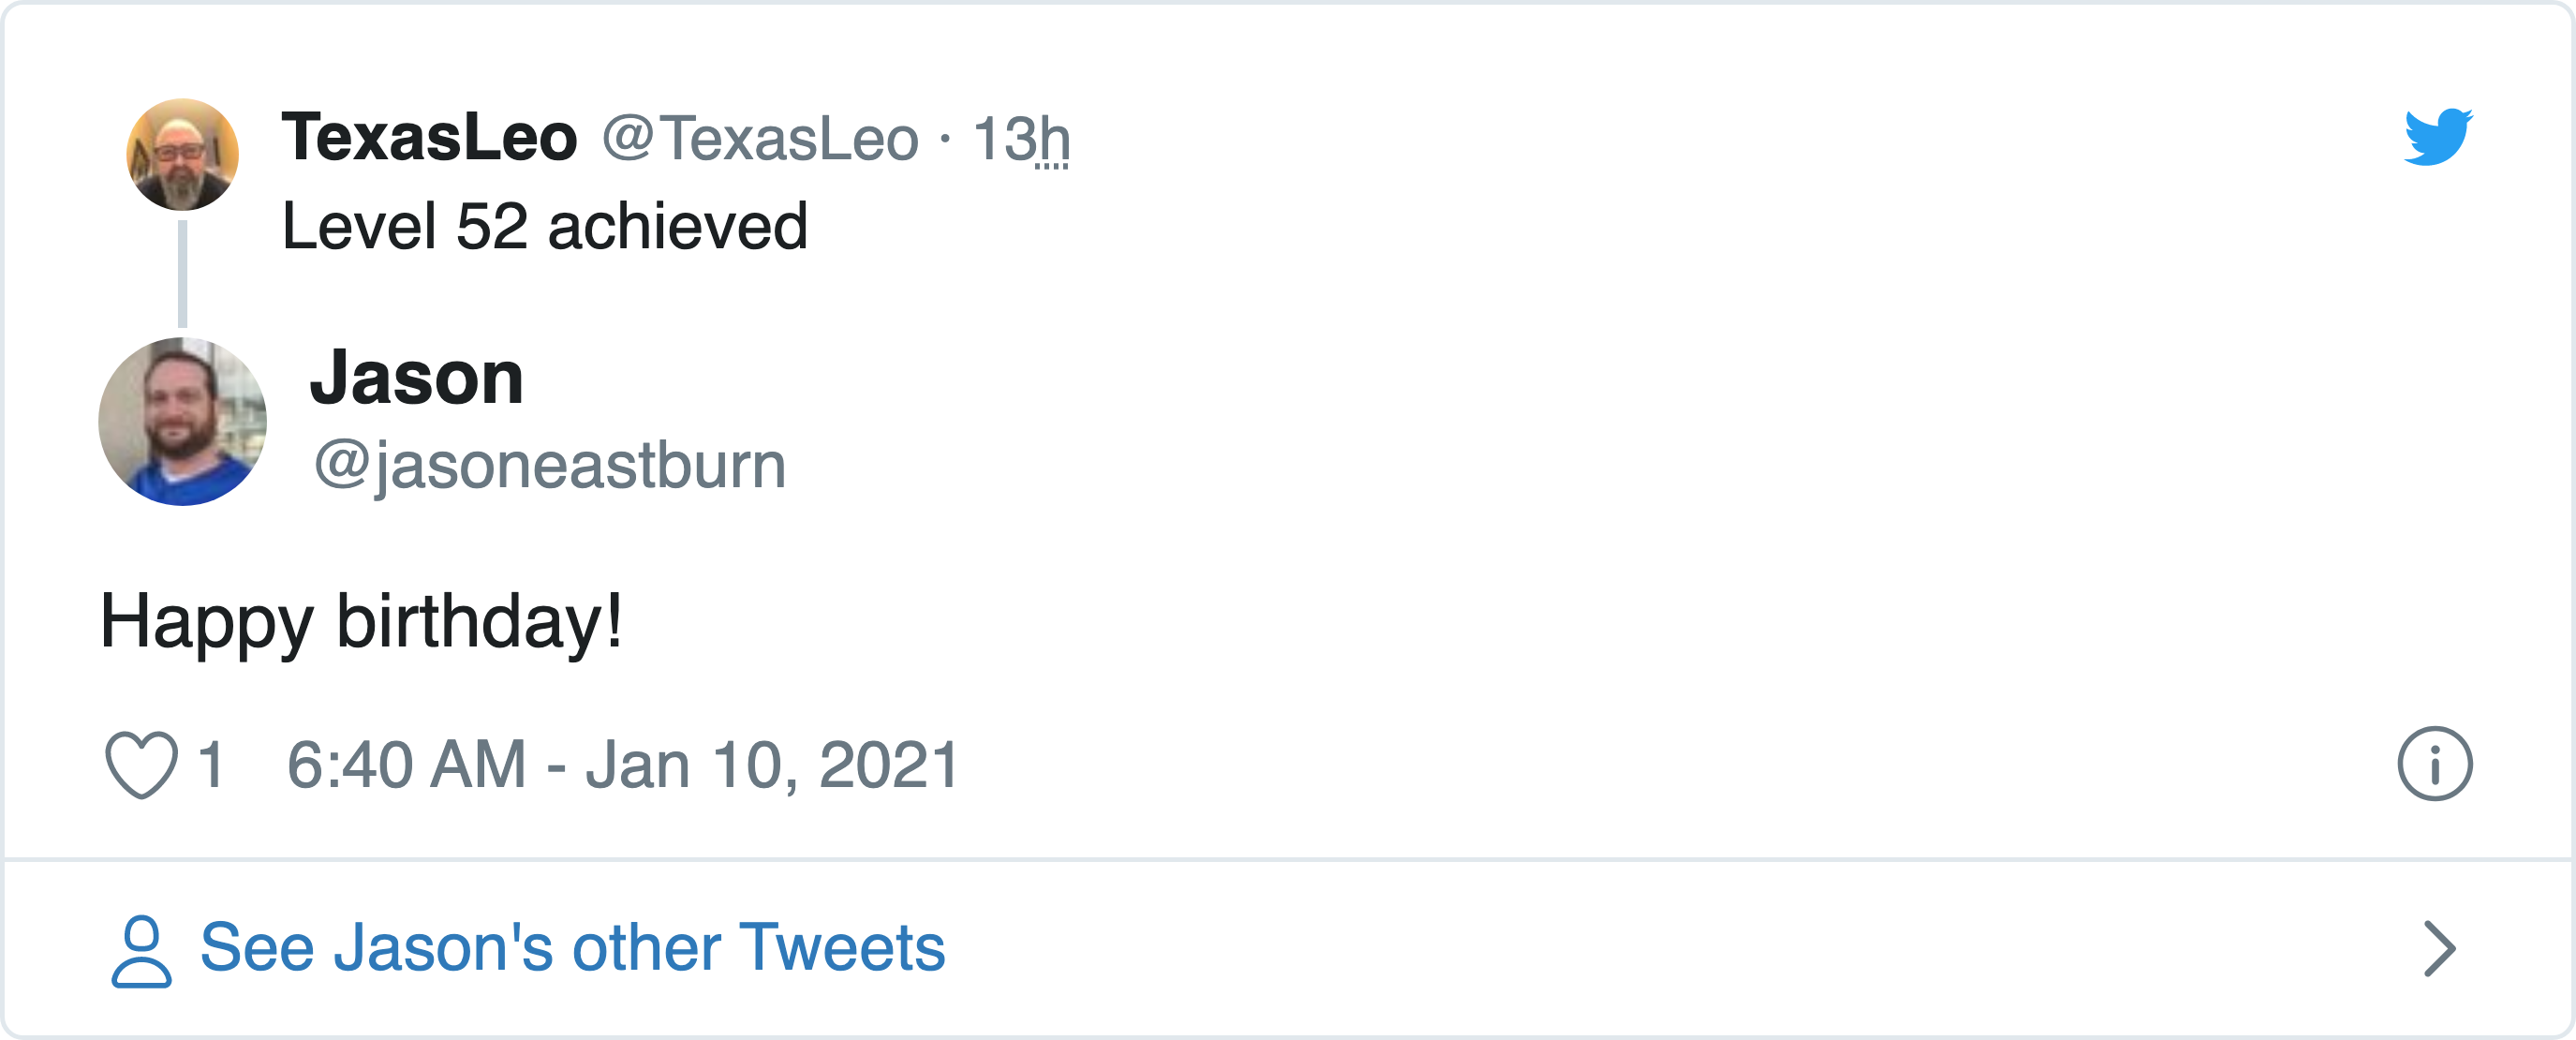 TexasLeo @TexasLeo · 13h
Level 52 achieved
Jason
@jasoneastburn
Happy birthday!
1 6:40 AM - Jan 10, 2021
See Jason's other Tweets